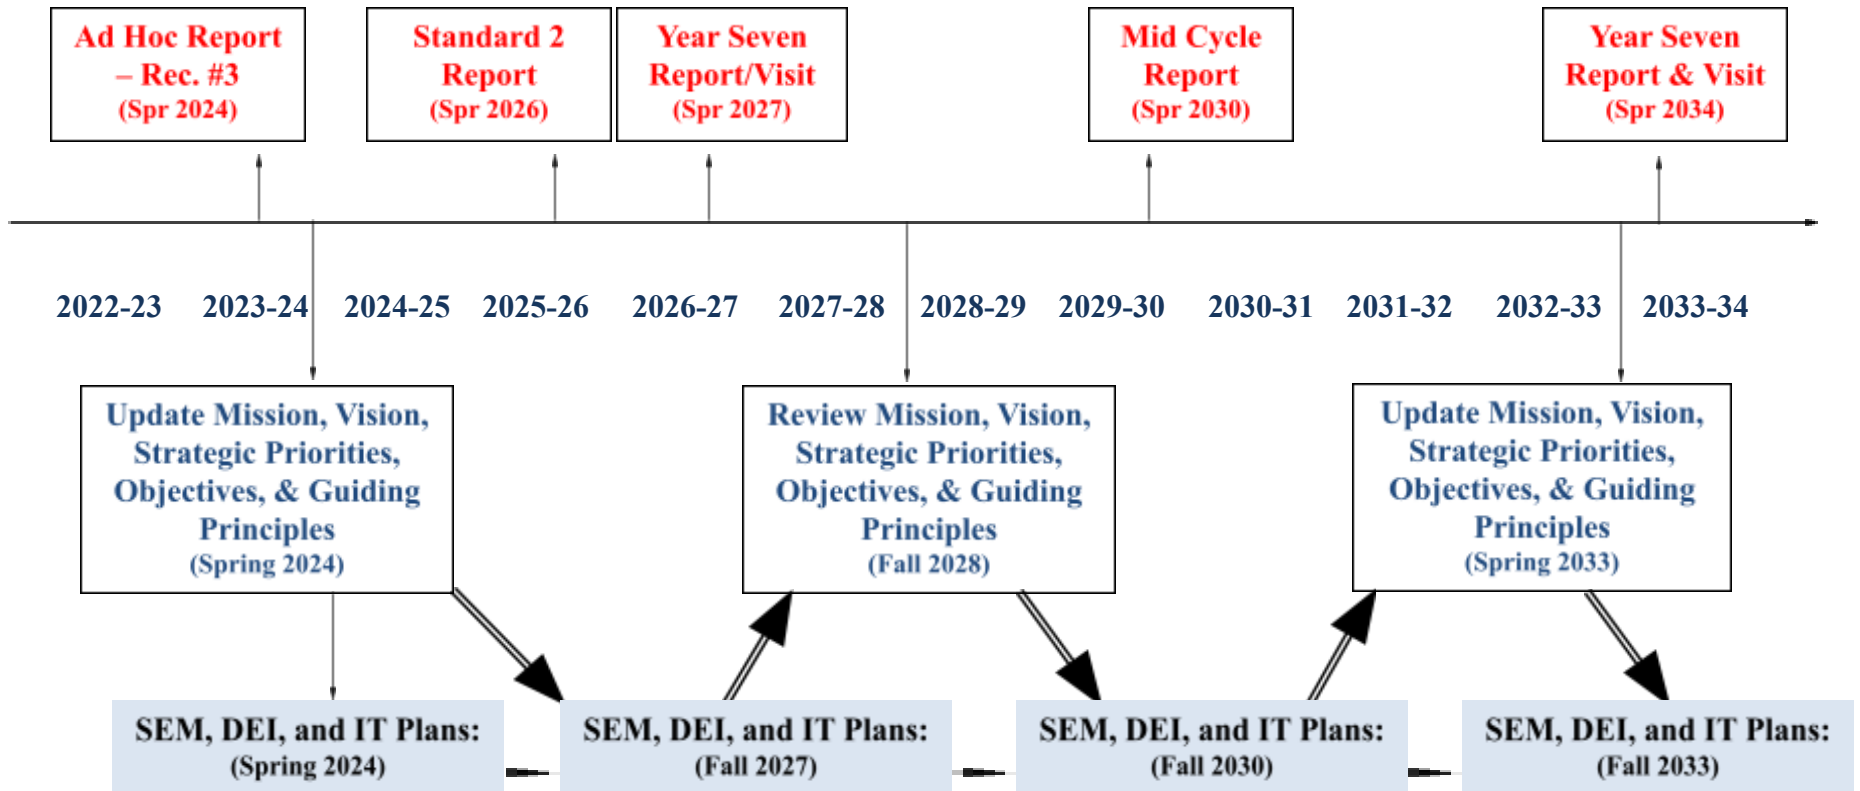 Ad Hoc Report
– Rec. #3
(Spr 2024)
Standard 2
Report
(Spr 2026)
Year Seven
Report/Visit
(Spr 2027)
Mid Cycle
Report
(Spr 2030)
Year Seven
Report & Visit
(Spr 2034)
2022-23 2023-24 2024-25 2025-26 2026-27 2027-28 2028-29 2029-30 2030-31 2031-32 2032-33 2033-34
Update Mission, Vision,
Strategic Priorities,
Objectives, & Guiding
Principles
(Spring 2024)
Review Mission, Vision,
Strategic Priorities,
Objectives, & Guiding
Principles
(Fall 2028)
Update Mission, Vision,
Strategic Priorities,
Objectives, & Guiding
Principles
(Spring 2033)
SEM, DEI, and IT Plans:
(Spring 2024)
SEM, DEI, and IT Plans:
(Fall 2027)
SEM, DEI, and IT Plans:
(Fall 2030)
SEM, DEI, and IT Plans:
(Fall 2033)